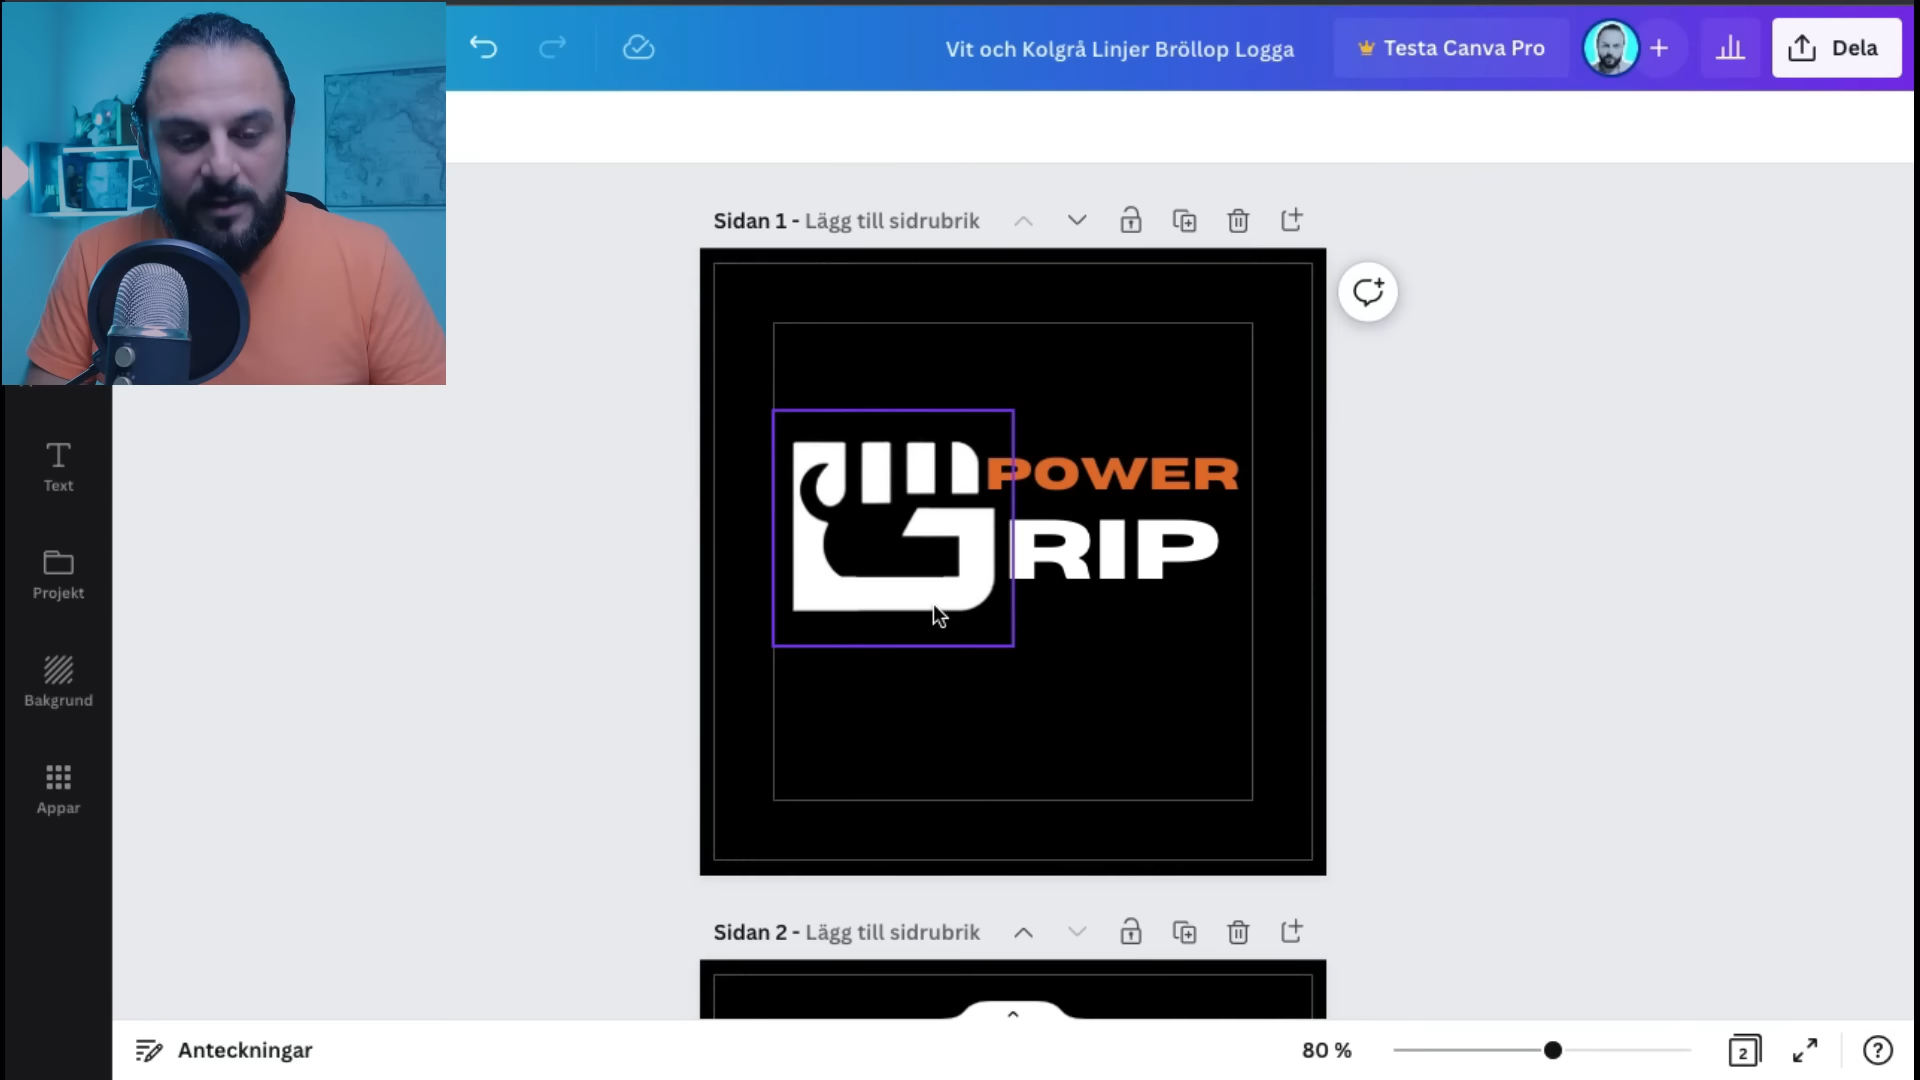 Vit och Kolgrå Linjer Bröllop Logga
Testa Canva Pro
Dela
Sidan 1 - Lägg till sidrubrik
Text
Projekt
Bakgrund
Appar
POWER
GRIP
Sidan 2 - Lägg till sidrubrik
Anteckningar
80 %
2
?